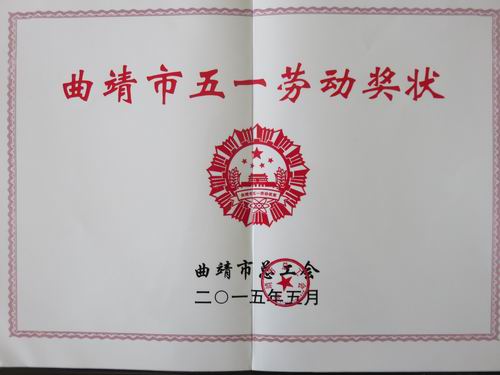 曲靖市五一劳动奖状
曲靖市总工会
二〇一五年五月